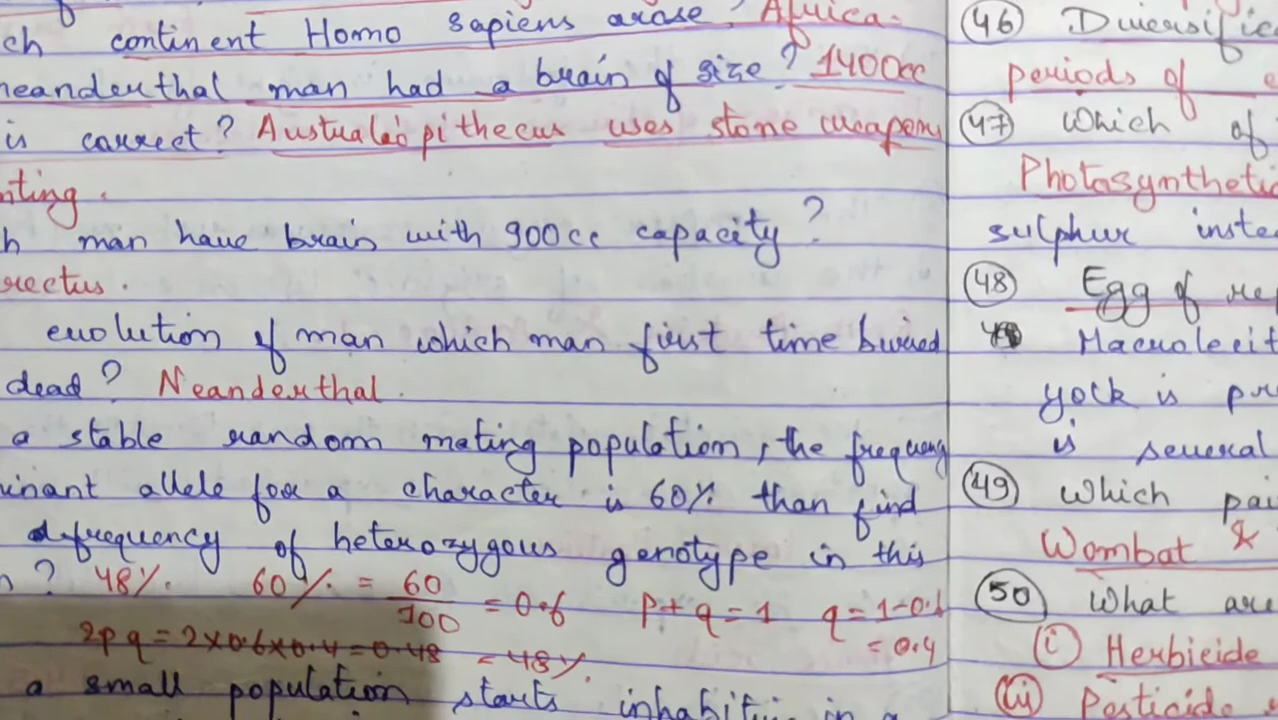 ch continent Homo sapiens arose? Africa.
neanderthal man had a brain of size? 1400cc
is correct? Australopithecus uses stone weapons
nting.
h man have brain with 900cc capacity?
rectus.
evolution of man which man first time buried
dead? Neanderthal.
a stable random mating population, the frequency
inant allele for a character is 60% than find
frequency of heterozygous genotype in this
n? 48%. 60% = 60/100 = 0.6 p+q=1 q=1-0.6
= 0.4
2pq = 2×0.6×0.4 = 0.48 = 48%.
a small population starts inhabiting in a
(46) Diversific
periods of e
(47) Which of
Photosynthetic
sulphur inste
(48) Egg of re
Macrolecit
yolk is pr
is several
(49) Which pai
Wombat &
(50) What are
(i) Herbicide
(ii) Pesticide